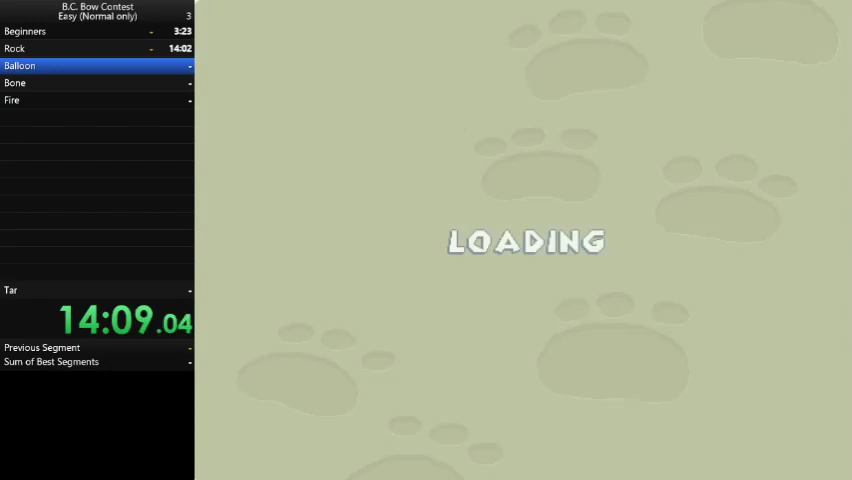 B.C. Bow Contest
Easy (Normal only) 3
Beginners - 3:23
Rock - 14:02
Balloon -
Bone -
Fire -
Tar -
14:09.04
Previous Segment -
Sum of Best Segments -
LOADING